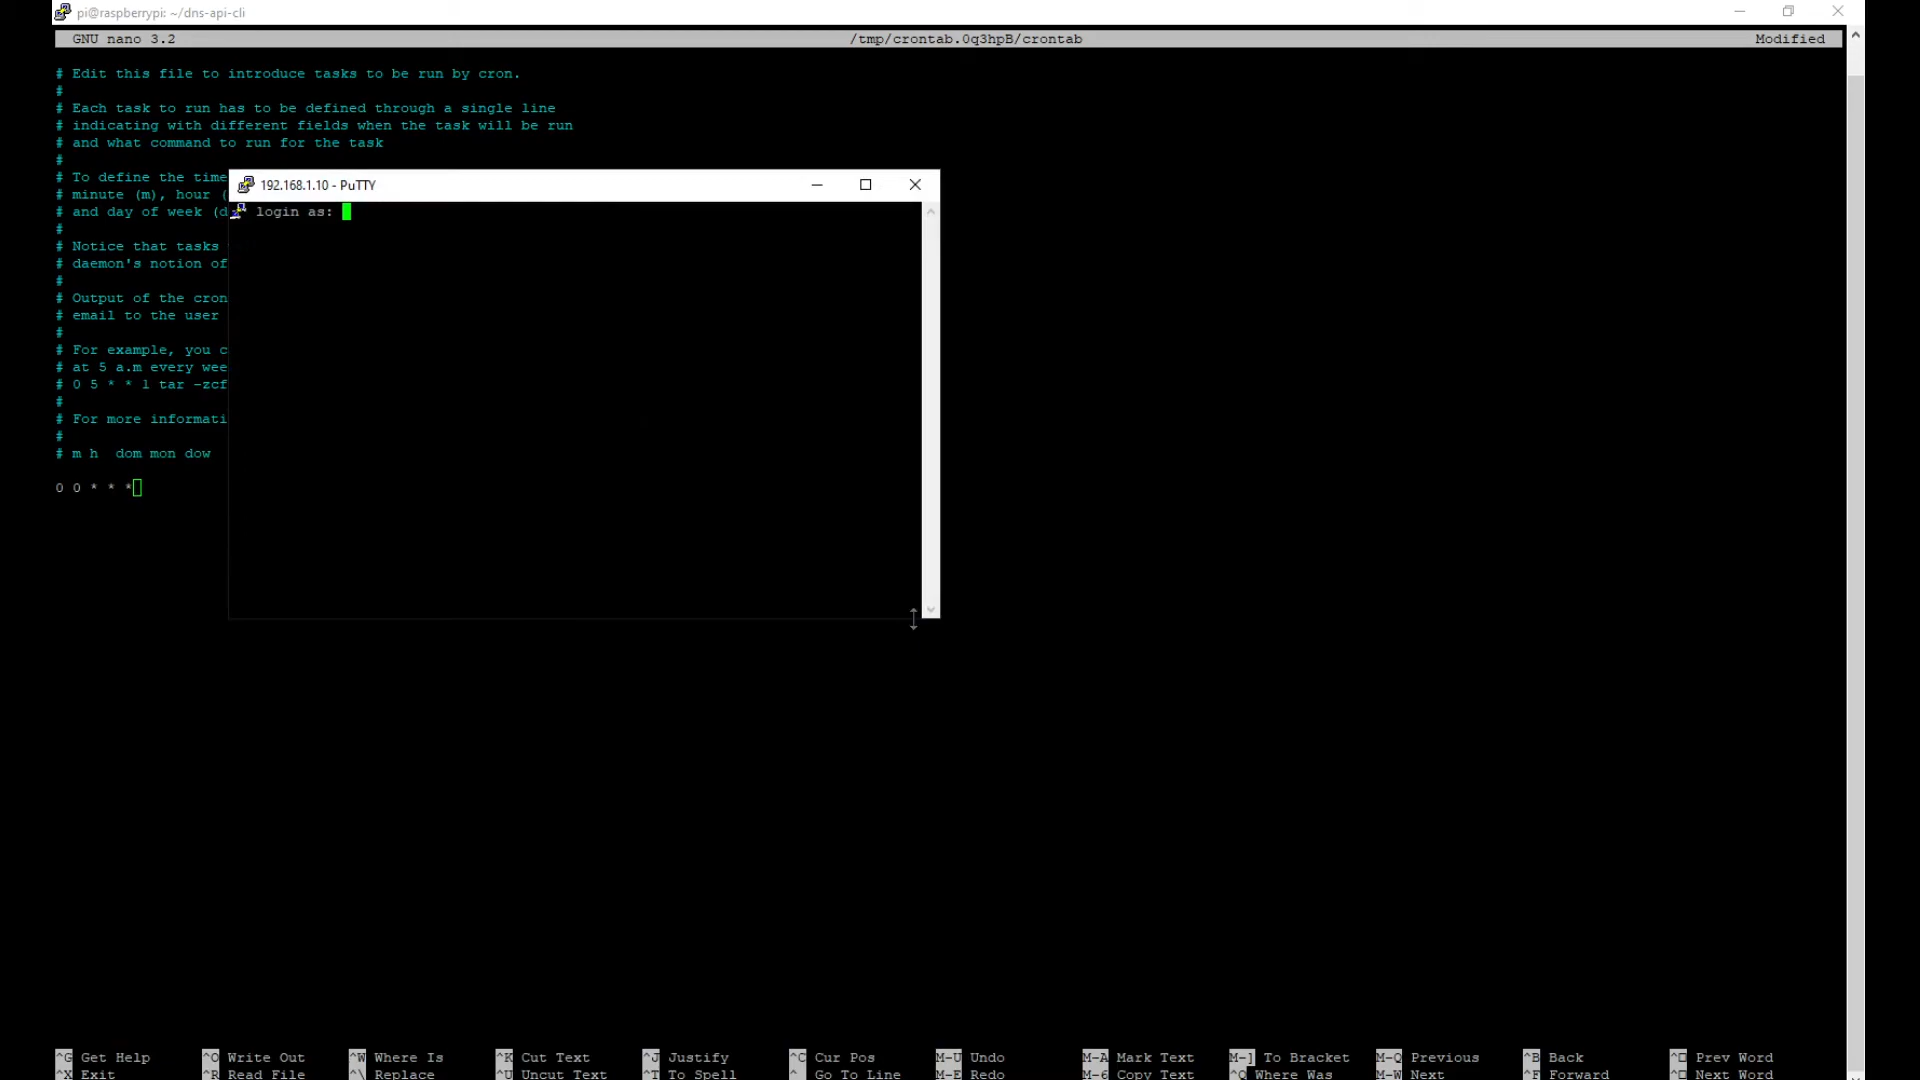 pi@raspberrypi: ~/dns-api-cli
GNU nano 3.2 /tmp/crontab.0q3hpB/crontab Modified
# Edit this file to introduce tasks to be run by cron.
#
# Each task to run has to be defined through a single line
# indicating with different fields when the task will be run
# and what command to run for the task
#
# To define the time
# minute (m), hour (
# and day of week (d
#
# Notice that tasks
# daemon's notion of
#
# Output of the cron
# email to the user
#
# For example, you c
# at 5 a.m every wee
# 0 5 * * 1 tar -zcf
#
# For more informati
#
# m h  dom mon dow
0 0 * * *
192.168.1.10 - PuTTY
login as:
^G Get Help ^O Write Out ^W Where Is ^K Cut Text ^J Justify ^C Cur Pos M-U Undo M-A Mark Text M-] To Bracket M-Q Previous ^B Back Prev Word
^X Exit ^R Read File ^\ Replace ^U Uncut Text ^T To Spell ^_ Go To Line M-E Redo M-6 Copy Text ^Q Where Was M-W Next ^F Forward Next Word